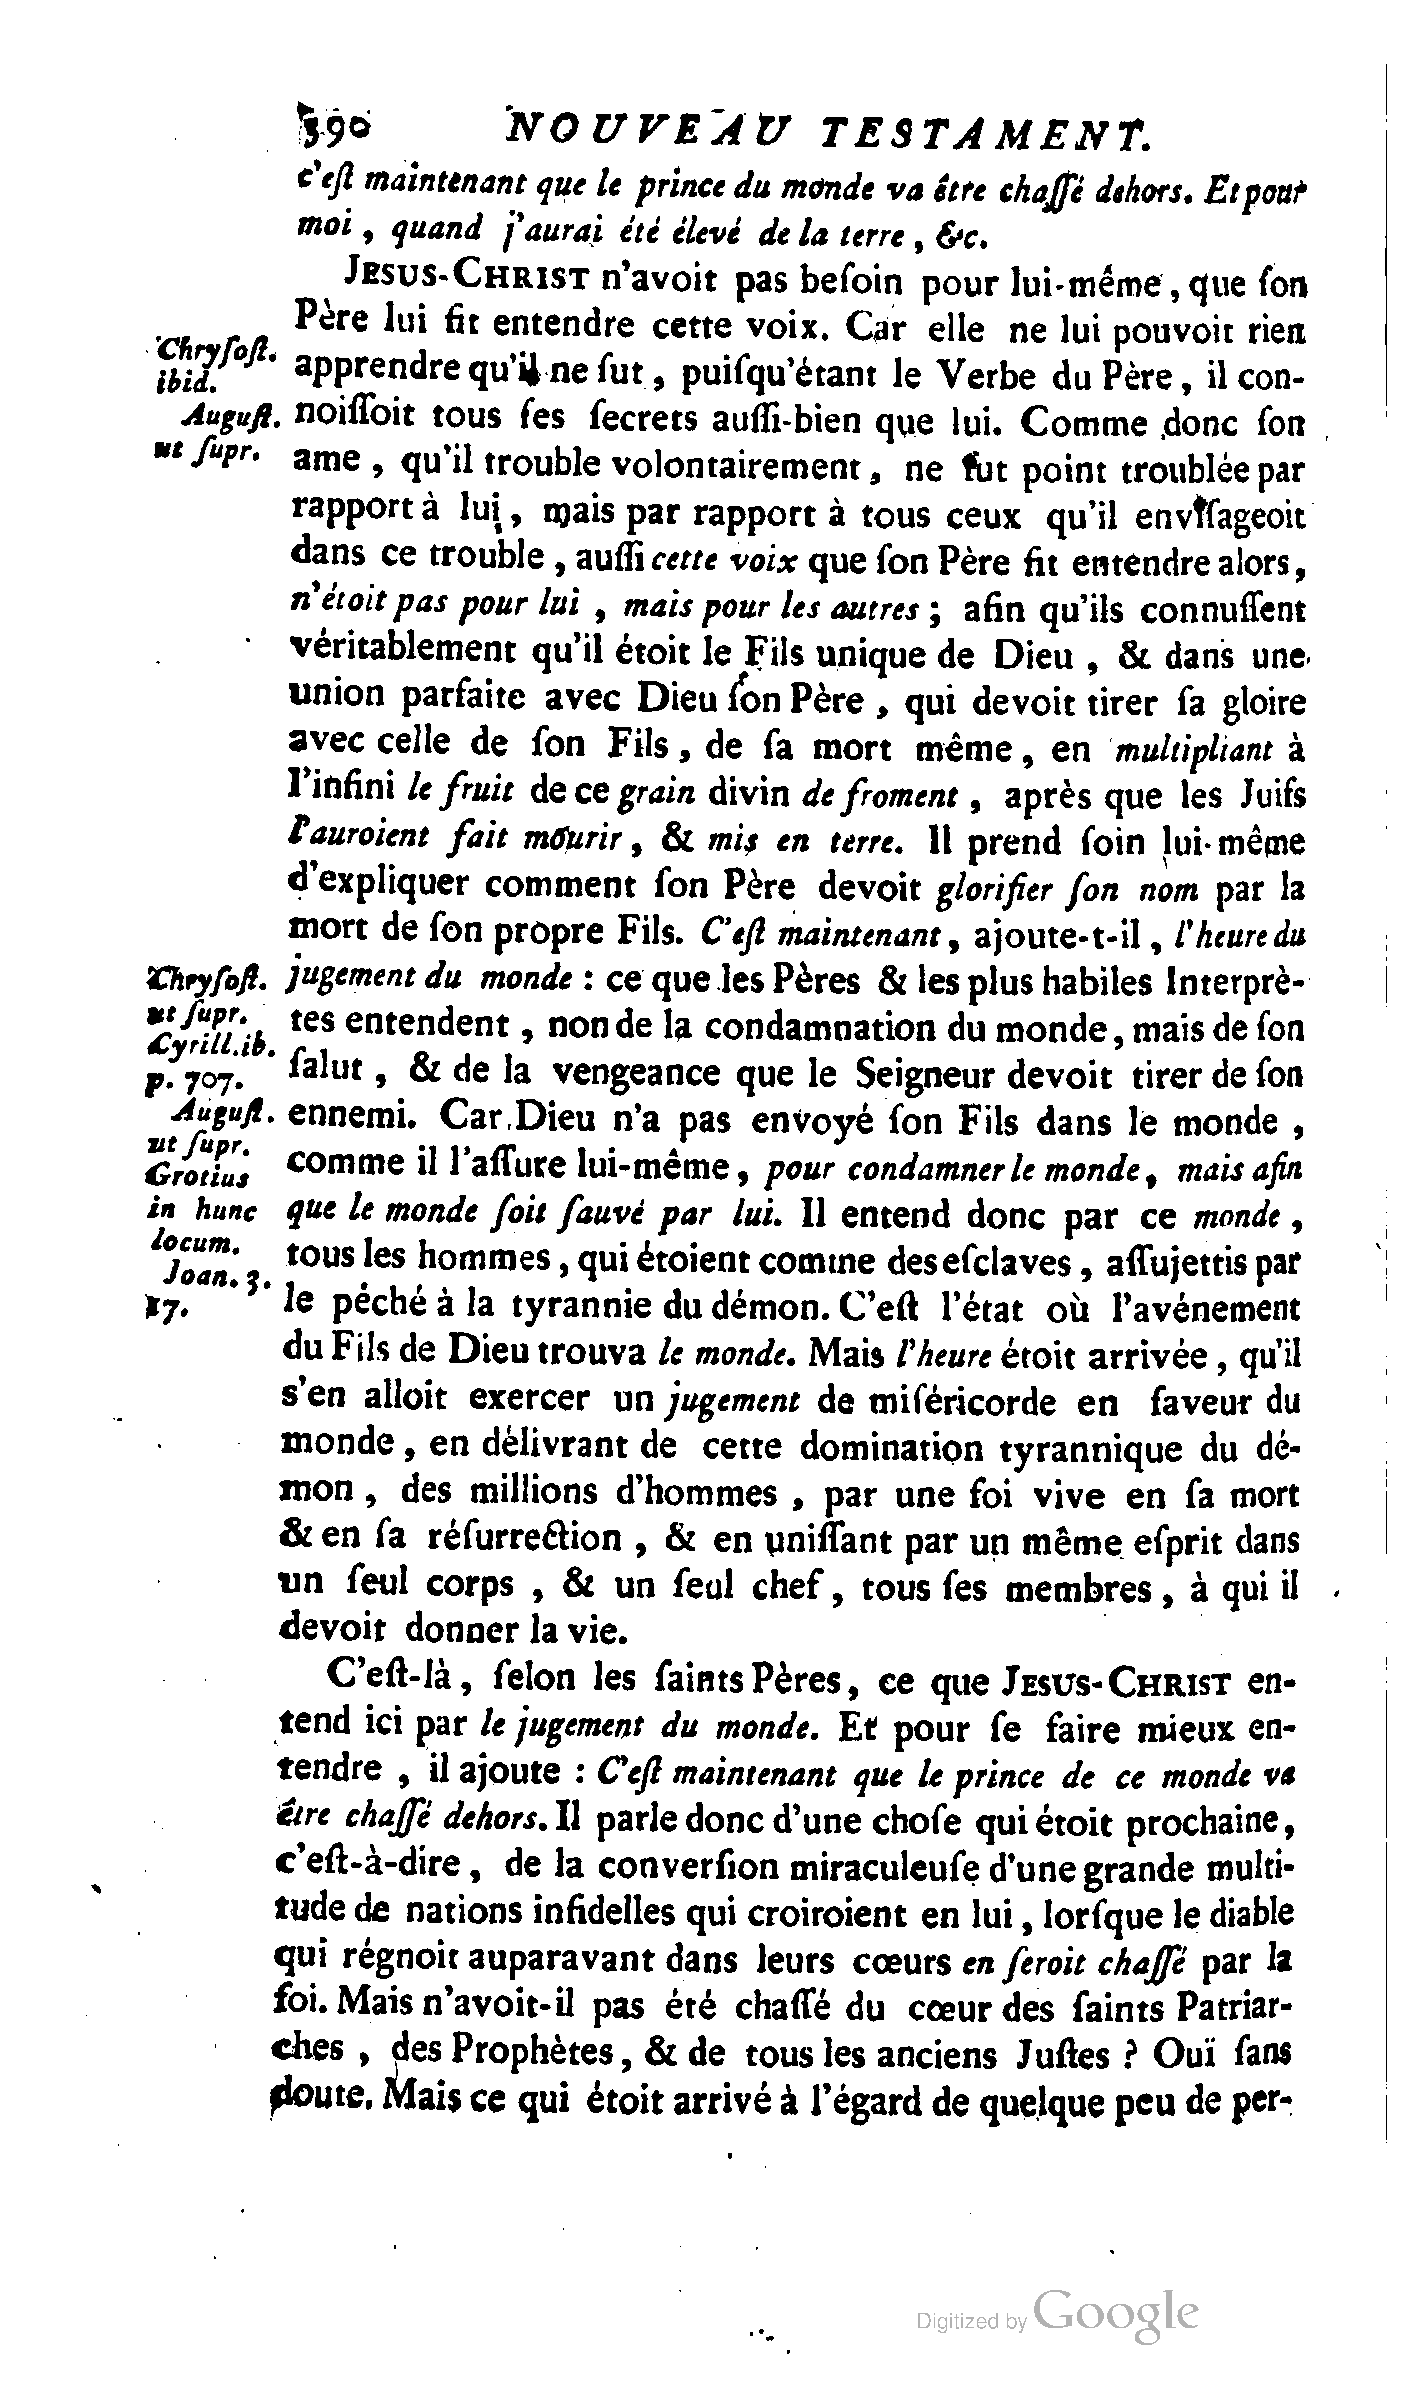 390 NOUVEAU TESTAMENT.
c'eſt maintenant que le prince du monde va être chaſſé dehors. Et pour
moi, quand j'aurai été élevé de la terre, &c.
JESUS-CHRIST n'avoit pas beſoin pour lui-même, que ſon
Père lui fit entendre cette voix. Car elle ne lui pouvoit rien
apprendre qu'il ne ſut, puiſqu'étant le Verbe du Père, il con-
noiſſoit tous ſes ſecrets auſſi-bien que lui. Comme donc ſon
ame, qu'il trouble volontairement, ne fut point troublée par
rapport à lui, mais par rapport à tous ceux qu'il enviſageoit
dans ce trouble, auſſi cette voix que ſon Père fit entendre alors,
n'étoit pas pour lui, mais pour les autres; afin qu'ils connuſſent
véritablement qu'il étoit le Fils unique de Dieu, & dans une
union parfaite avec Dieu ſon Père, qui devoit tirer ſa gloire
avec celle de ſon Fils, de ſa mort même, en multipliant à
l'infini le fruit de ce grain divin de froment, après que les Juifs
l'auroient fait mourir, & mis en terre. Il prend ſoin lui-même
d'expliquer comment ſon Père devoit glorifier ſon nom par la
mort de ſon propre Fils. C'eſt maintenant, ajoute-t-il, l'heure du
jugement du monde : ce que les Pères & les plus habiles Interprè-
tes entendent, non de la condamnation du monde, mais de ſon
ſalut, & de la vengeance que le Seigneur devoit tirer de ſon
ennemi. Car Dieu n'a pas envoyé ſon Fils dans le monde,
comme il l'aſſure lui-même, pour condamner le monde, mais afin
que le monde ſoit ſauvé par lui. Il entend donc par ce monde,
tous les hommes, qui étoient comme des eſclaves, aſſujettis par
le péché à la tyrannie du démon. C'eſt l'état où l'avénement
du Fils de Dieu trouva le monde. Mais l'heure étoit arrivée, qu'il
s'en alloit exercer un jugement de miſéricorde en faveur du
monde, en délivrant de cette domination tyrannique du dé-
mon, des millions d'hommes, par une foi vive en ſa mort
& en ſa réſurrection, & en uniſſant par un même eſprit dans
un ſeul corps, & un ſeul chef, tous ſes membres, à qui il
devoit donner la vie.
C'eſt-là, ſelon les ſaints Pères, ce que JESUS-CHRIST en-
tend ici par le jugement du monde. Et pour ſe faire mieux en-
tendre, il ajoute : C'eſt maintenant que le prince de ce monde va
être chaſſé dehors. Il parle donc d'une choſe qui étoit prochaine,
c'eſt-à-dire, de la converſion miraculeuſe d'une grande multi-
tude de nations infidelles qui croiroient en lui, lorſque le diable
qui régnoit auparavant dans leurs cœurs en ſeroit chaſſé par la
foi. Mais n'avoit-il pas été chaſſé du cœur des ſaints Patriar-
ches, des Prophètes, & de tous les anciens Juſtes ? Ouï ſans
doute. Mais ce qui étoit arrivé à l'égard de quelque peu de per-
Chryſoſt.
ibid.
Auguſt.
ut ſupr.
Chryſoſt.
ut ſupr.
Cyrill. ib.
p. 707.
Auguſt.
ut ſupr.
Grotius
in hunc
locum.
Joan. 3.
17.
Digitized by Google